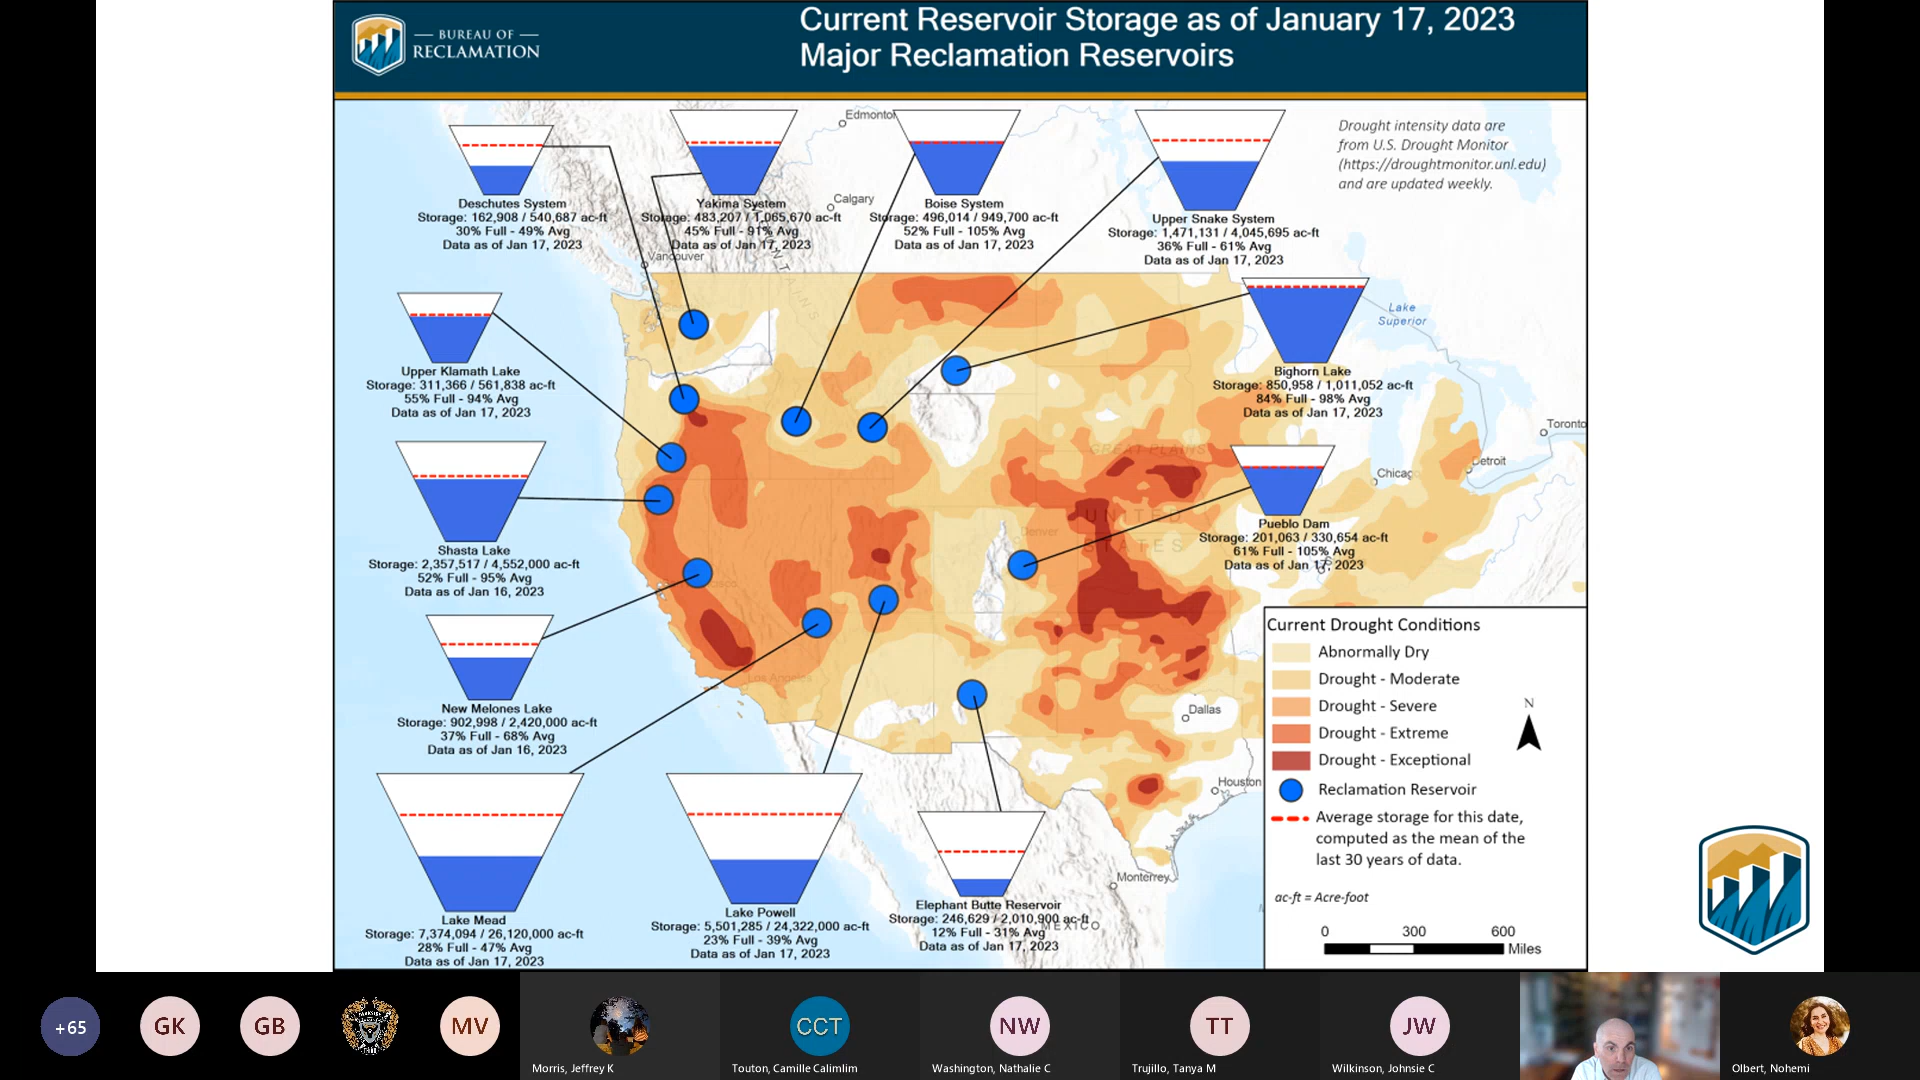 BUREAU OF
RECLAMATION
Current Reservoir Storage as of January 17, 2023
Major Reclamation Reservoirs
Drought intensity data are
from U.S. Drought Monitor
(https://droughtmonitor.unl.edu)
and are updated weekly.
Edmonton
Calgary
Vancouver
Deschutes System
Storage: 162,908 / 540,687 ac-ft
30% Full - 49% Avg
Data as of Jan 17, 2023
Yakima System
Storage: 483,207 / 1,065,670 ac-ft
45% Full - 91% Avg
Data as of Jan 17, 2023
Boise System
Storage: 496,014 / 949,700 ac-ft
52% Full - 105% Avg
Data as of Jan 17, 2023
Upper Snake System
Storage: 1,471,131 / 4,045,695 ac-ft
36% Full - 61% Avg
Data as of Jan 17, 2023
Lake
Superior
Upper Klamath Lake
Storage: 311,366 / 561,838 ac-ft
55% Full - 94% Avg
Data as of Jan 17, 2023
Bighorn Lake
Storage: 850,958 / 1,011,052 ac-ft
84% Full - 98% Avg
Data as of Jan 17, 2023
Toronto
Detroit
Chicago
GREAT PLAINS
UNITED
STATES
Denver
Shasta Lake
Storage: 2,357,517 / 4,552,000 ac-ft
52% Full - 95% Avg
Data as of Jan 16, 2023
Pueblo Dam
Storage: 201,063 / 330,654 ac-ft
61% Full - 105% Avg
Data as of Jan 17, 2023
Los Angeles
New Melones Lake
Storage: 902,998 / 2,420,000 ac-ft
37% Full - 68% Avg
Data as of Jan 16, 2023
Dallas
Houston
Monterrey
MEXICO
Lake Mead
Storage: 7,374,094 / 26,120,000 ac-ft
28% Full - 47% Avg
Data as of Jan 17, 2023
Lake Powell
Storage: 5,501,285 / 24,322,000 ac-ft
23% Full - 39% Avg
Data as of Jan 17, 2023
Elephant Butte Reservoir
Storage: 246,629 / 2,010,900 ac-ft
12% Full - 31% Avg
Data as of Jan 17, 2023
Current Drought Conditions
Abnormally Dry
Drought - Moderate
Drought - Severe
Drought - Extreme
Drought - Exceptional
Reclamation Reservoir
Average storage for this date,
computed as the mean of the
last 30 years of data.
N
ac-ft = Acre-foot
0 300 600
Miles
+65
GK
GB
MV
CCT
NW
TT
JW
Morris, Jeffrey K
Touton, Camille Calimlim
Washington, Nathalie C
Trujillo, Tanya M
Wilkinson, Johnsie C
Olbert, Nohemi